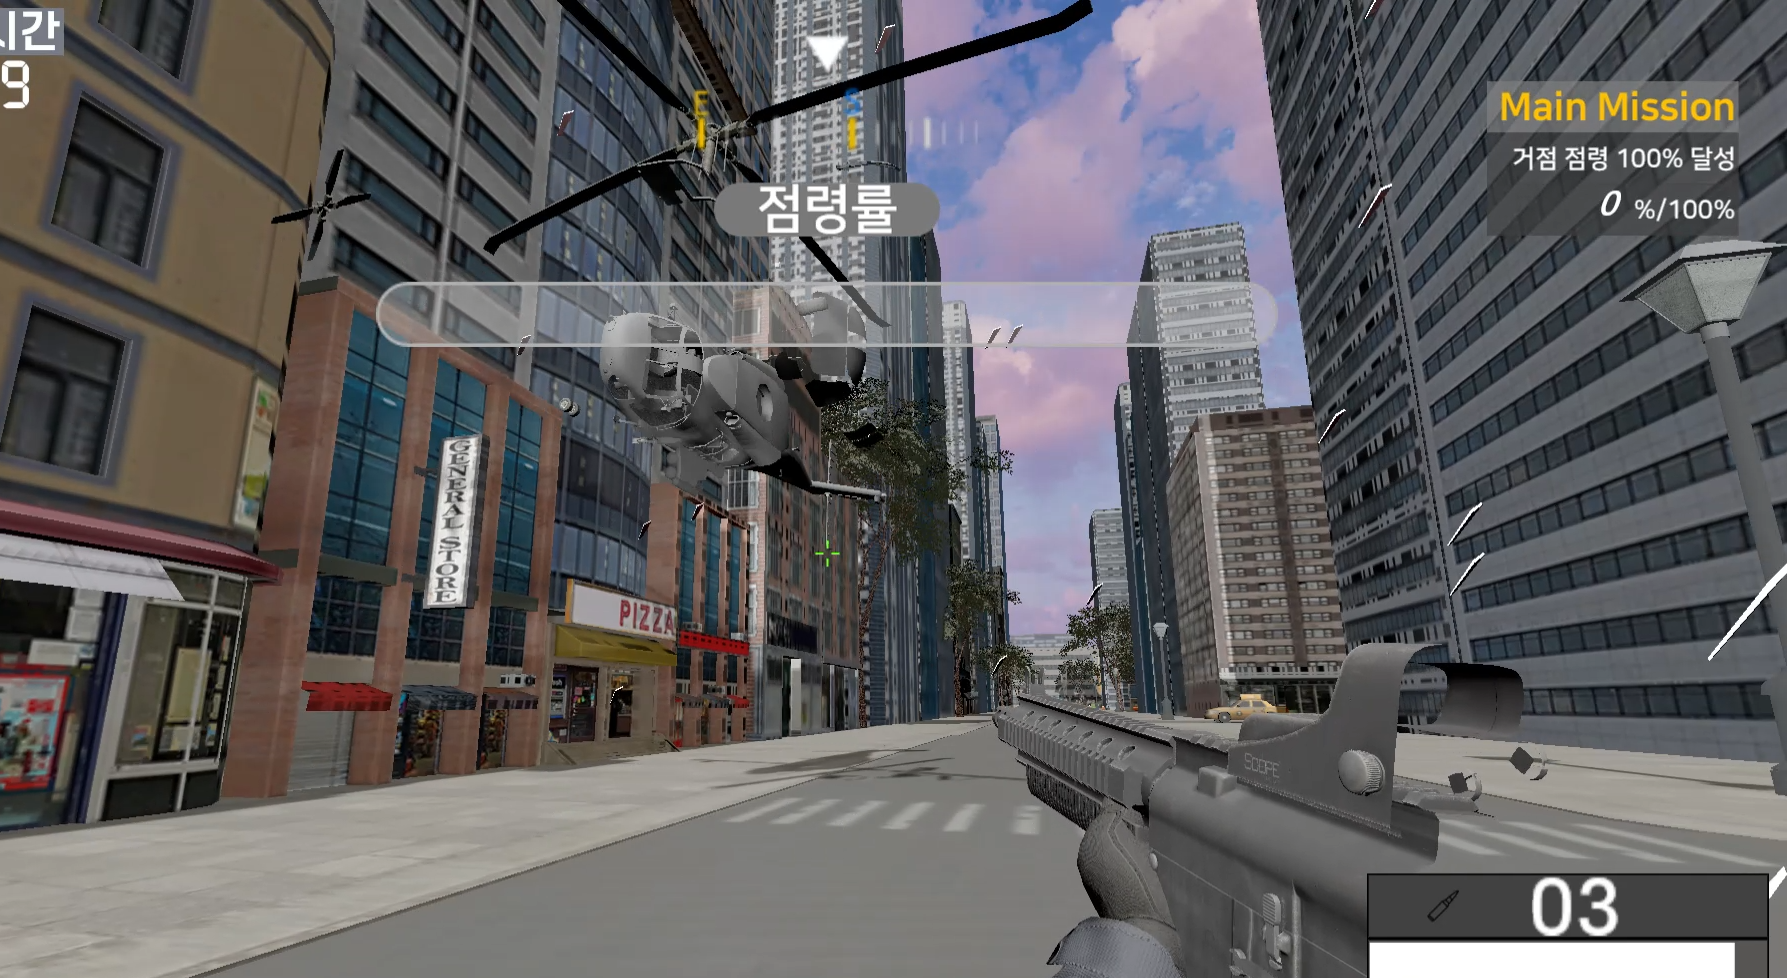 시간
9
E
S
Main Mission
거점 점령 100% 달성
0 %/100%
점령률
GENERAL STORE
PIZZA
SCOPE
03